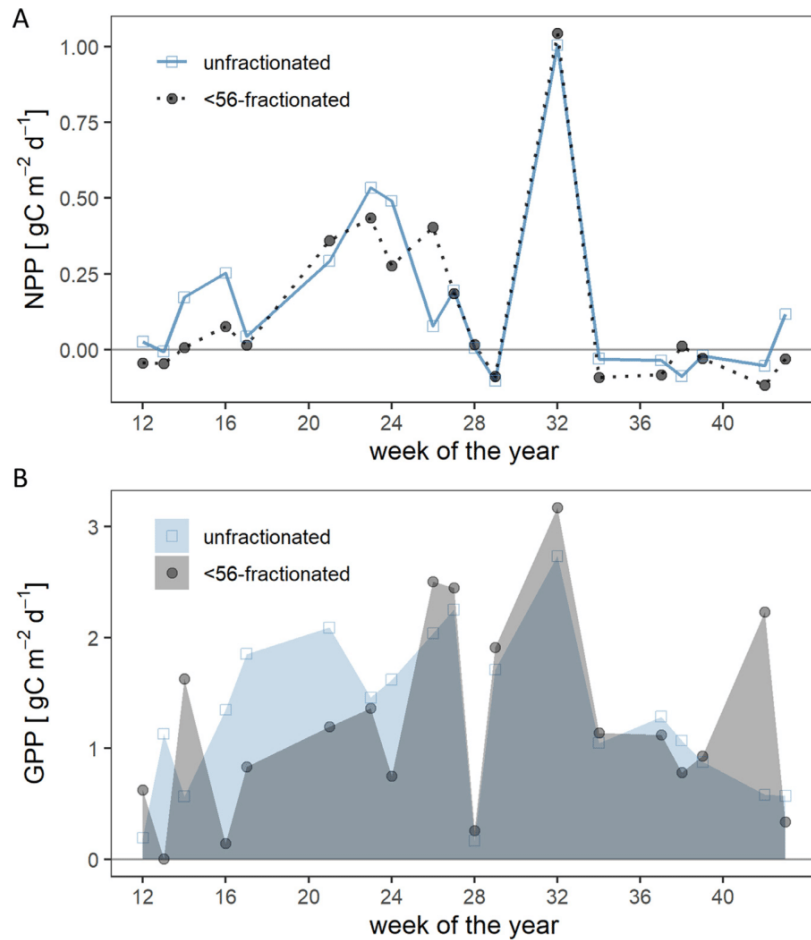 A
1.00
0.75
0.50
0.25
0.00
NPP [ gC m⁻² d⁻¹]
unfractionated
<56-fractionated
12 16 20 24 28 32 36 40
week of the year
B
3
2
1
0
GPP [ gC m⁻² d⁻¹]
unfractionated
<56-fractionated
12 16 20 24 28 32 36 40
week of the year